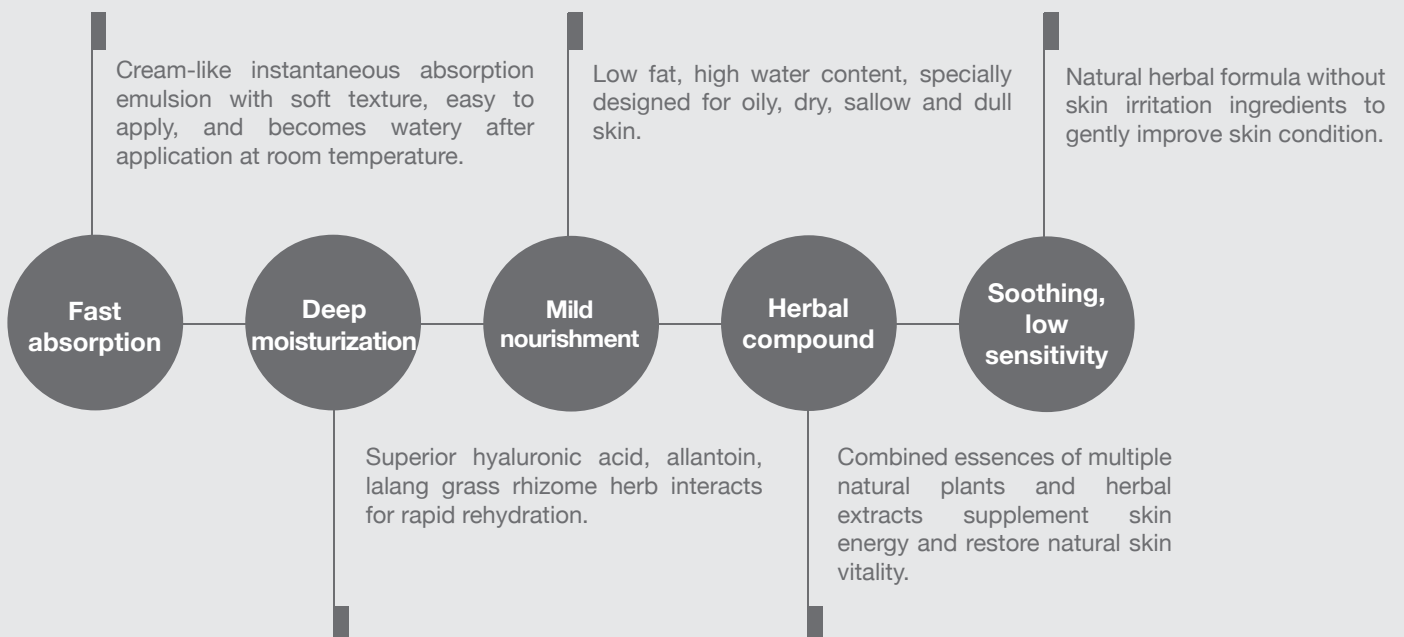 Cream-like instantaneous absorption
emulsion with soft texture, easy to
apply, and becomes watery after
application at room temperature.
Low fat, high water content, specially
designed for oily, dry, sallow and dull
skin.
Natural herbal formula without
skin irritation ingredients to
gently improve skin condition.
Fast
absorption
Deep
moisturization
Mild
nourishment
Herbal
compound
Soothing,
low
sensitivity
Superior hyaluronic acid, allantoin,
lalang grass rhizome herb interacts
for rapid rehydration.
Combined essences of multiple
natural plants and herbal
extracts supplement skin
energy and restore natural skin
vitality.